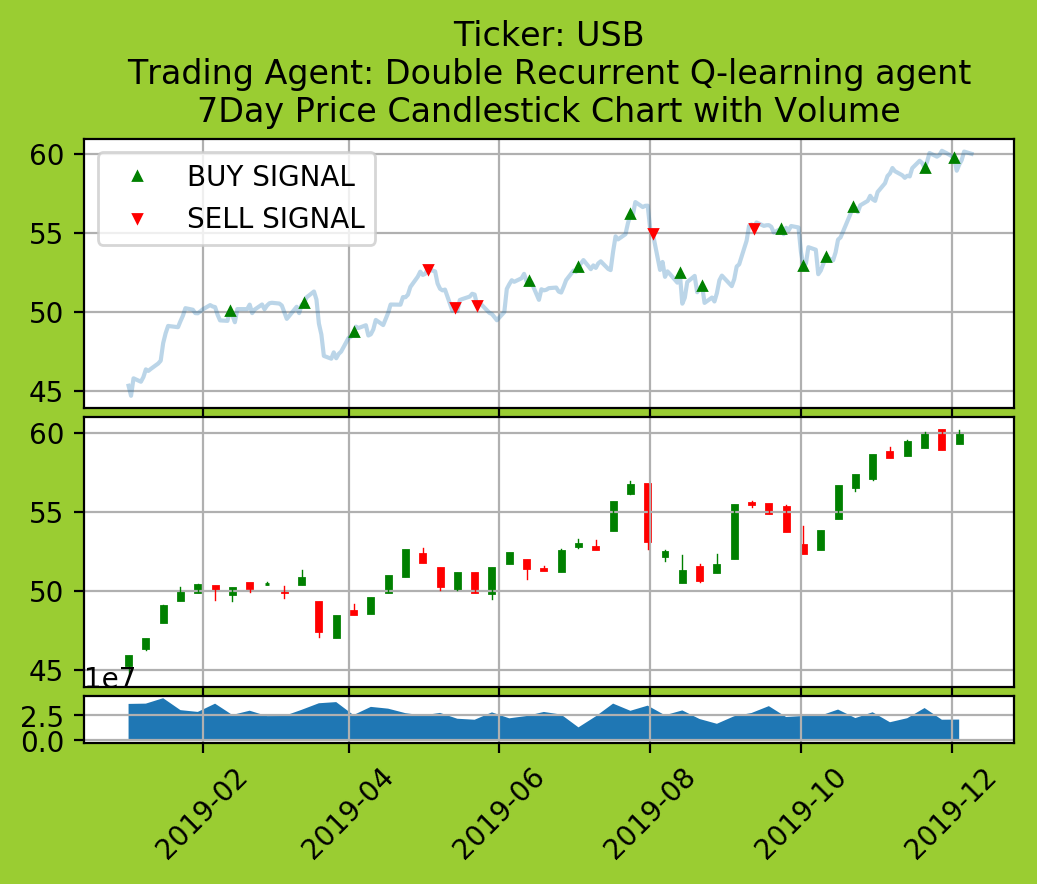 Ticker: USB
Trading Agent: Double Recurrent Q-learning agent
7Day Price Candlestick Chart with Volume
60
55
50
45
BUY SIGNAL
SELL SIGNAL
60
55
50
45
1e7
2.5
0.0
2019-02
2019-04
2019-06
2019-08
2019-10
2019-12